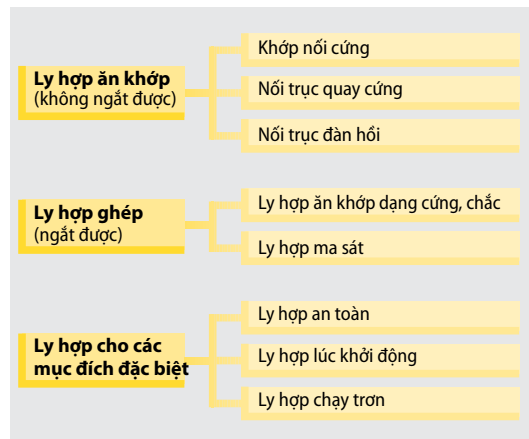 Ly hợp ăn khớp
(không ngắt được)
Khớp nối cứng
Nối trục quay cứng
Nối trục đàn hồi
Ly hợp ghép
(ngắt được)
Ly hợp ăn khớp dạng cứng, chắc
Ly hợp ma sát
Ly hợp cho các
mục đích đặc biệt
Ly hợp an toàn
Ly hợp lúc khởi động
Ly hợp chạy trơn